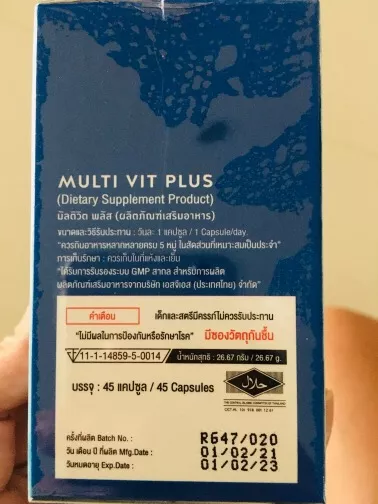 MULTI VIT PLUS
(Dietary Supplement Product)
มัลติวิต พลัส (ผลิตภัณฑ์เสริมอาหาร)
ขนาดและวิธีรับประทาน : วันละ 1 แคปซูล / 1 Capsule/day.
"ควรกินอาหารหลากหลายครบ 5 หมู่ ในสัดส่วนที่เหมาะสมเป็นประจำ"
การเก็บรักษา : ควรเก็บในที่แห้งและเย็น
"ได้รับการรับรองระบบ GMP สากล สำหรับการผลิต
ผลิตภัณฑ์เสริมอาหารจากบริษัท เอสจิเอส (ประเทศไทย) จำกัด"
คำเตือน เด็กและสตรีมีครรภ์ไม่ควรรับประทาน
"ไม่มีผลในการป้องกันหรือรักษาโรค" มีซองวัตถุกันชื้น
11-1-14859-5-0014 น้ำหนักสุทธิ : 26.67 กรัม / 26.67 g.
บรรจุ : 45 แคปซูล / 45 Capsules
حلال
ครั้งที่ผลิต Batch No.: R647/020
วัน เดือน ปี ที่ผลิต Mfg Date.: 01/02/21
วันหมดอายุ Exp Date.: 01/02/23